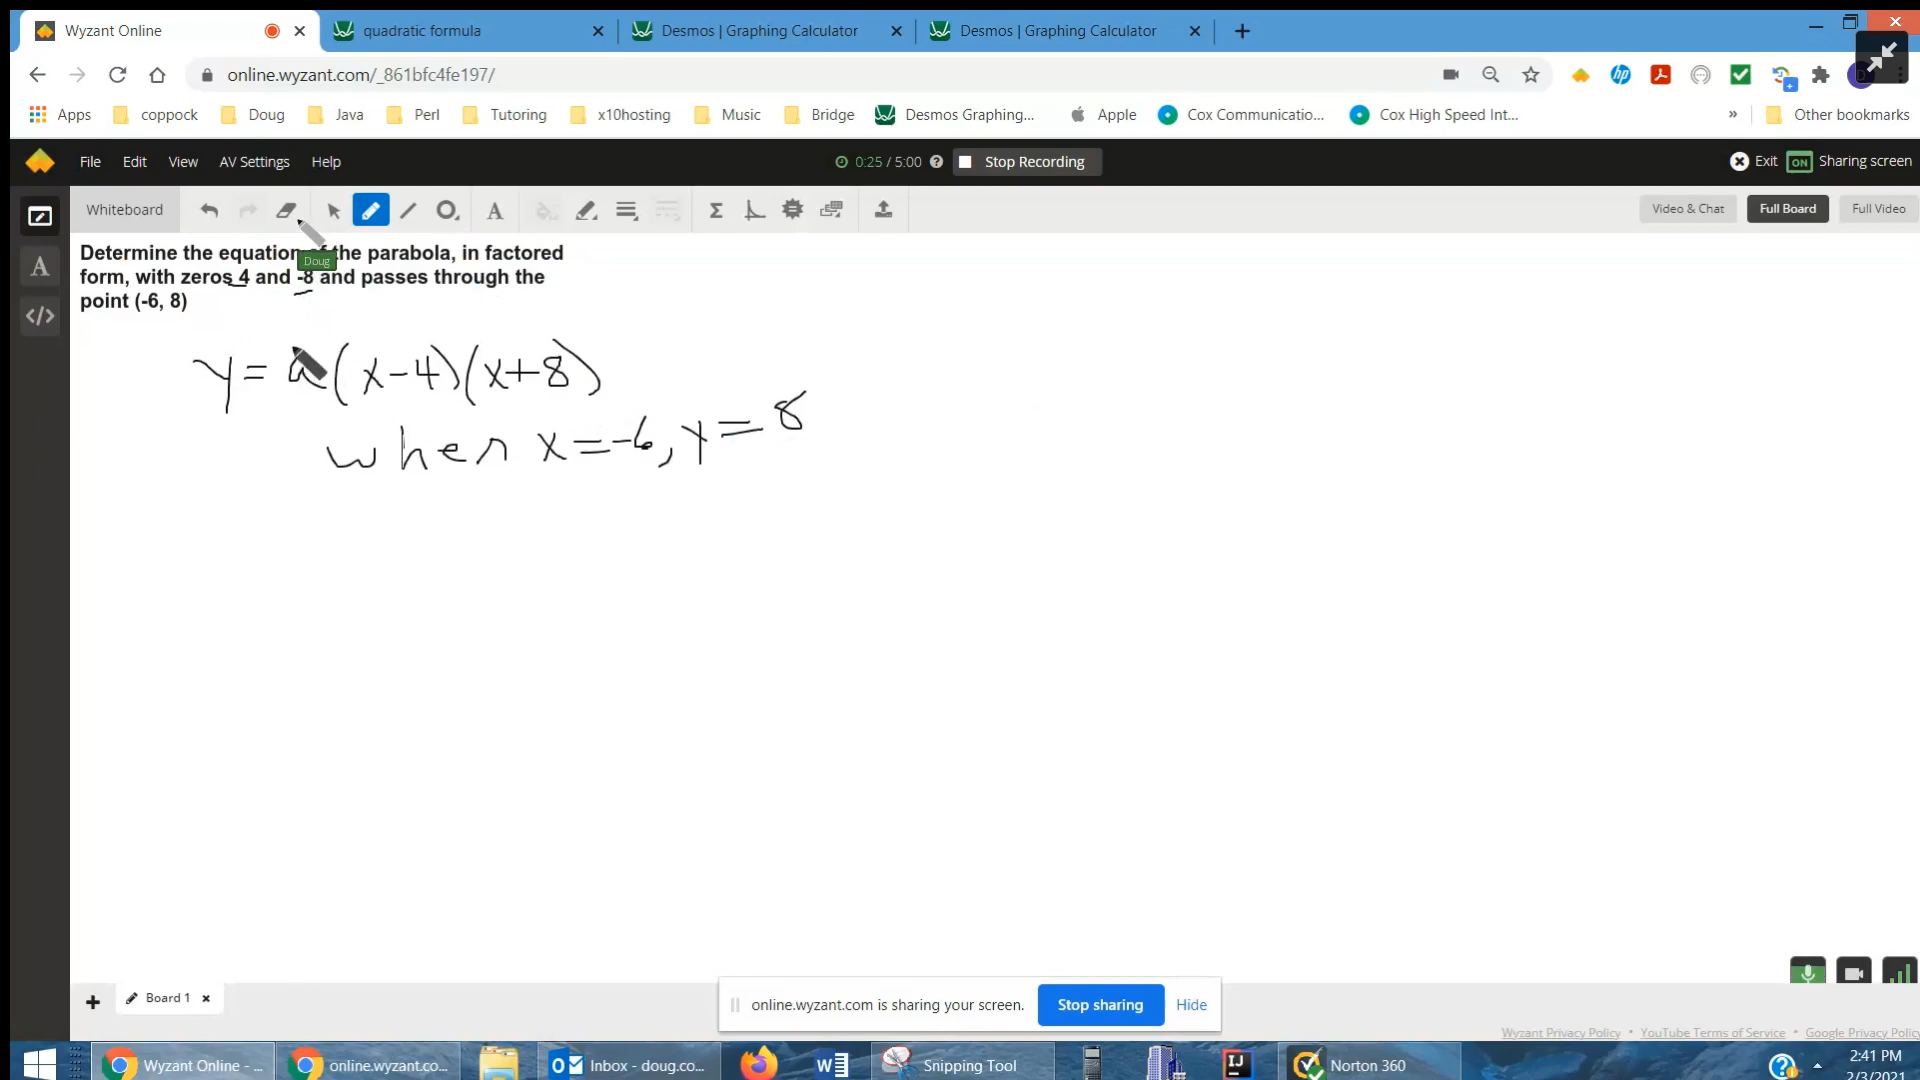 Wyzant Online
quadratic formula
Desmos | Graphing Calculator
Desmos | Graphing Calculator
online.wyzant.com/_861bfc4fe197/
Apps coppock Doug Java Perl Tutoring x10hosting Music Bridge Desmos Graphing... Apple Cox Communicatio... Cox High Speed Int... » Other bookmarks
File Edit View AV Settings Help 0:25 / 5:00 Stop Recording Exit ON Sharing screen
Whiteboard A Σ Video & Chat Full Board Full Video
Determine the equation of the parabola, in factored
Doug
form, with zeros 4 and -8 and passes through the
point (-6, 8)
y = a(x-4)(x+8)
when x=-6, y=8
Board 1
online.wyzant.com is sharing your screen. Stop sharing Hide
Wyzant Privacy Policy • YouTube Terms of Service • Google Privacy Policy
Wyzant Online - ... online.wyzant.co... Inbox - doug.co... Snipping Tool Norton 360 2:41 PM
2/3/2021